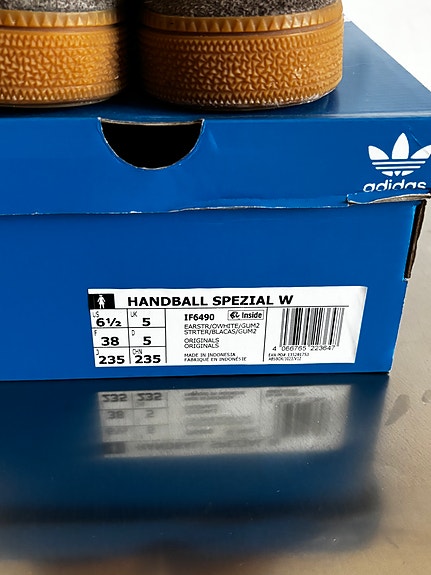 adidas
HANDBALL SPEZIAL W
US 6½ UK 5
F 38 D 5
J 235 CHN 235
IF6490 Inside
EARSTR/OWHITE/GUM2
STRTER/BLACAS/GUM2
ORIGINALS
ORIGINALS
MADE IN INDONESIA
FABRIQUÉ EN INDONÉSIE
4 066765 223647